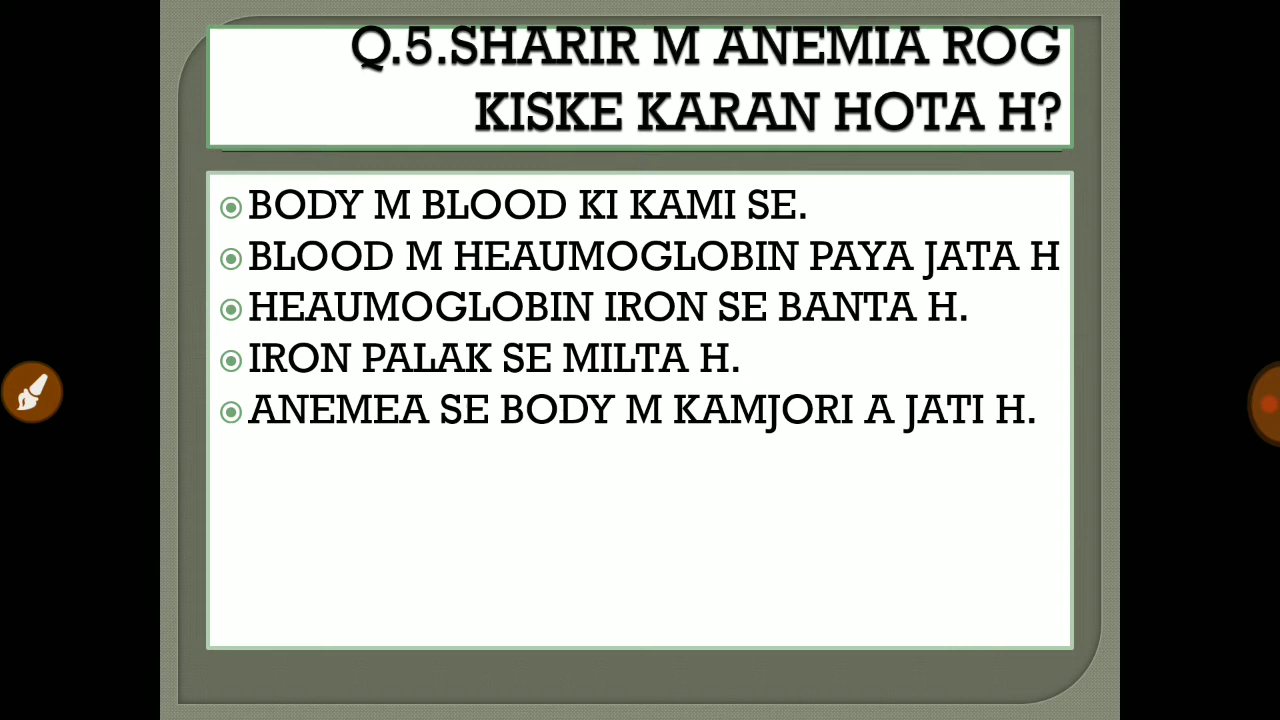 Q.5.SHARIR M ANEMIA ROG
KISKE KARAN HOTA H?
BODY M BLOOD KI KAMI SE.
BLOOD M HEAUMOGLOBIN PAYA JATA H
HEAUMOGLOBIN IRON SE BANTA H.
IRON PALAK SE MILTA H.
ANEMEA SE BODY M KAMJORI A JATI H.